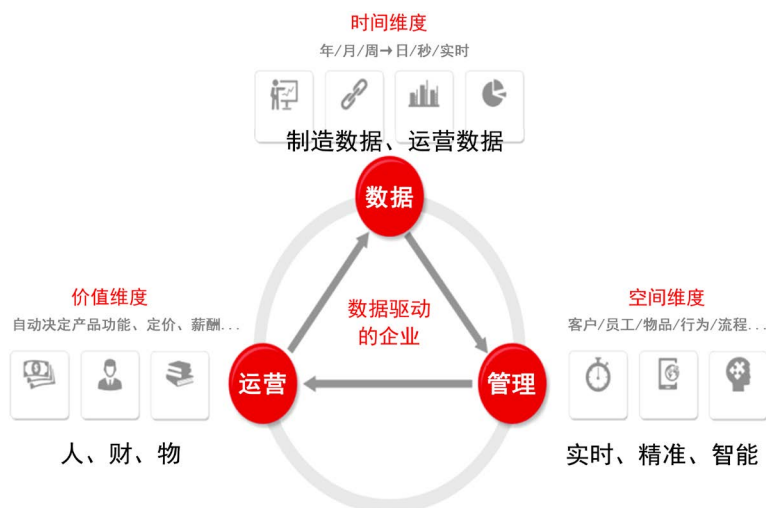 时间维度
年/月/周→日/秒/实时
制造数据、运营数据
数据
价值维度
自动决定产品功能、定价、薪酬...
数据驱动
的企业
空间维度
客户/员工/物品/行为/流程...
运营
管理
人、财、物
实时、精准、智能